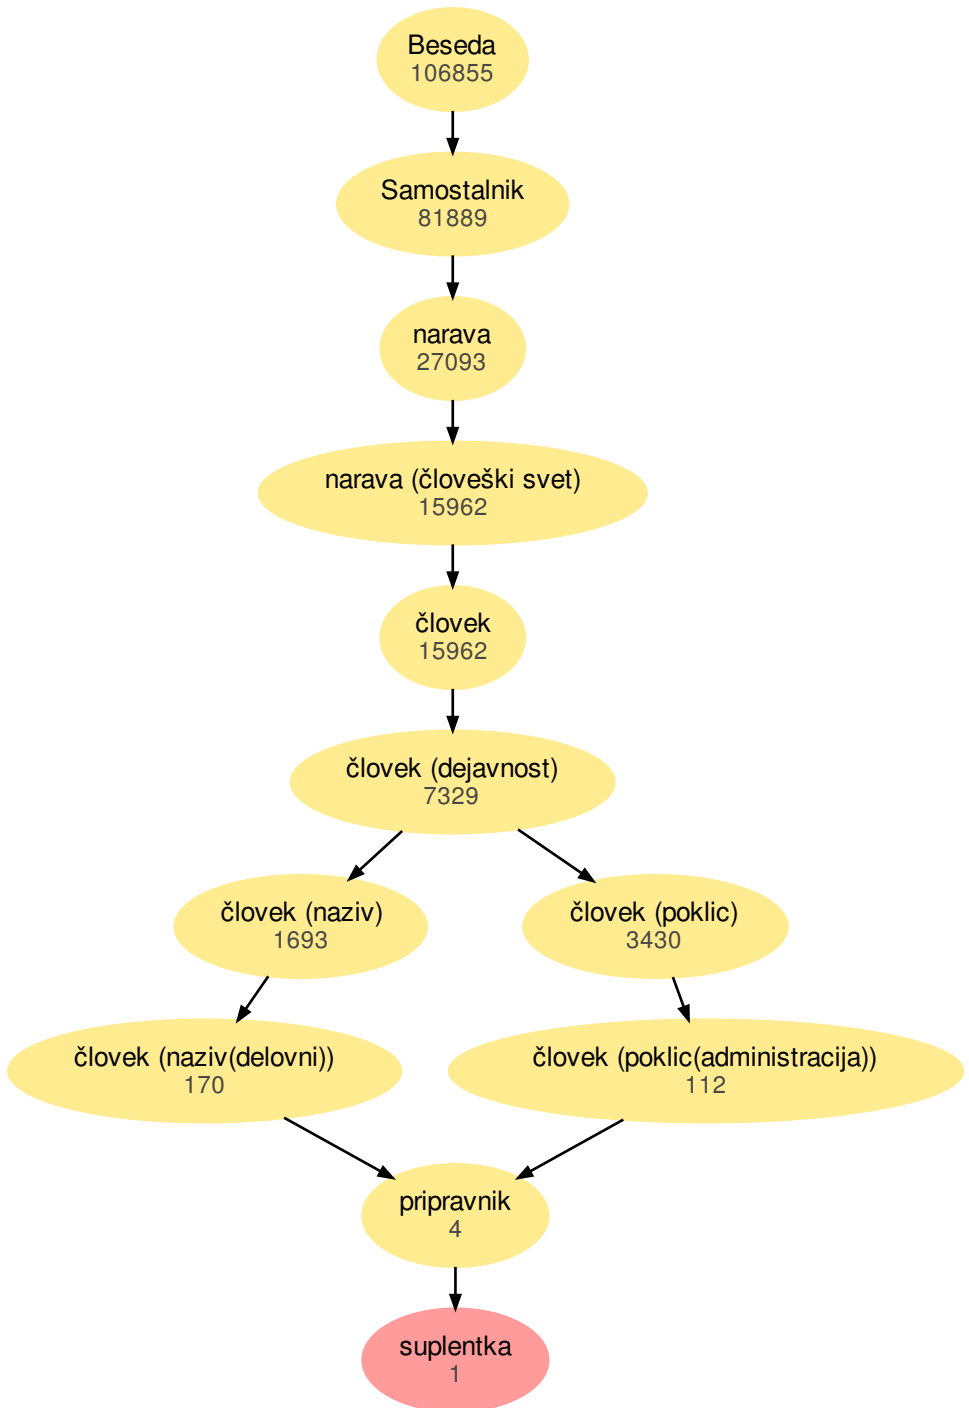 Beseda
106855
Samostalnik
81889
narava
27093
narava (človeški svet)
15962
človek
15962
človek (dejavnost)
7329
človek (naziv)
1693
človek (poklic)
3430
človek (naziv(delovni))
170
človek (poklic(administracija))
112
pripravnik
4
suplentka
1